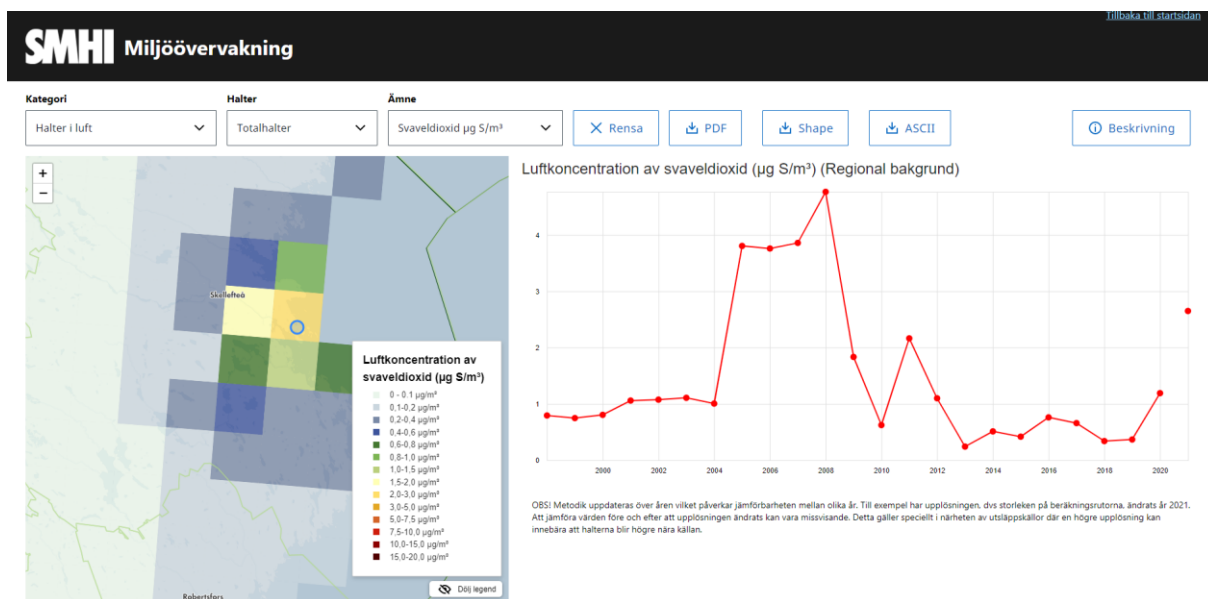 Tillbaka till startsidan
SMHI Miljöövervakning
Kategori Halter Ämne
Halter i luft Totalhalter Svaveldioxid µg S/m³ Rensa PDF Shape ASCII Beskrivning
+
−
Skellefteå
Robertsfors
Luftkoncentration av
svaveldioxid (µg S/m³)
0 - 0.1 µg/m³
0,1-0,2 µg/m³
0,2-0,4 µg/m³
0,4-0,6 µg/m³
0,6-0,8 µg/m³
0,8-1,0 µg/m³
1,0-1,5 µg/m³
1,5-2,0 µg/m³
2,0-3,0 µg/m³
3,0-5,0 µg/m³
5,0-7,5 µg/m³
7,5-10,0 µg/m³
10,0-15,0 µg/m³
15,0-20,0 µg/m³
Dölj legend
Luftkoncentration av svaveldioxid (µg S/m³) (Regional bakgrund)
4
3
2
1
0
2000 2002 2004 2006 2008 2010 2012 2014 2016 2018 2020
OBS! Metodik uppdateras över åren vilket påverkar jämförbarheten mellan olika år. Till exempel har upplösningen, dvs storleken på beräkningsrutorna, ändrats år 2021.
Att jämföra värden före och efter att upplösningen ändrats kan vara missvisande. Detta gäller speciellt i närheten av utsläppskällor där en högre upplösning kan
innebära att halterna blir högre nära källan.